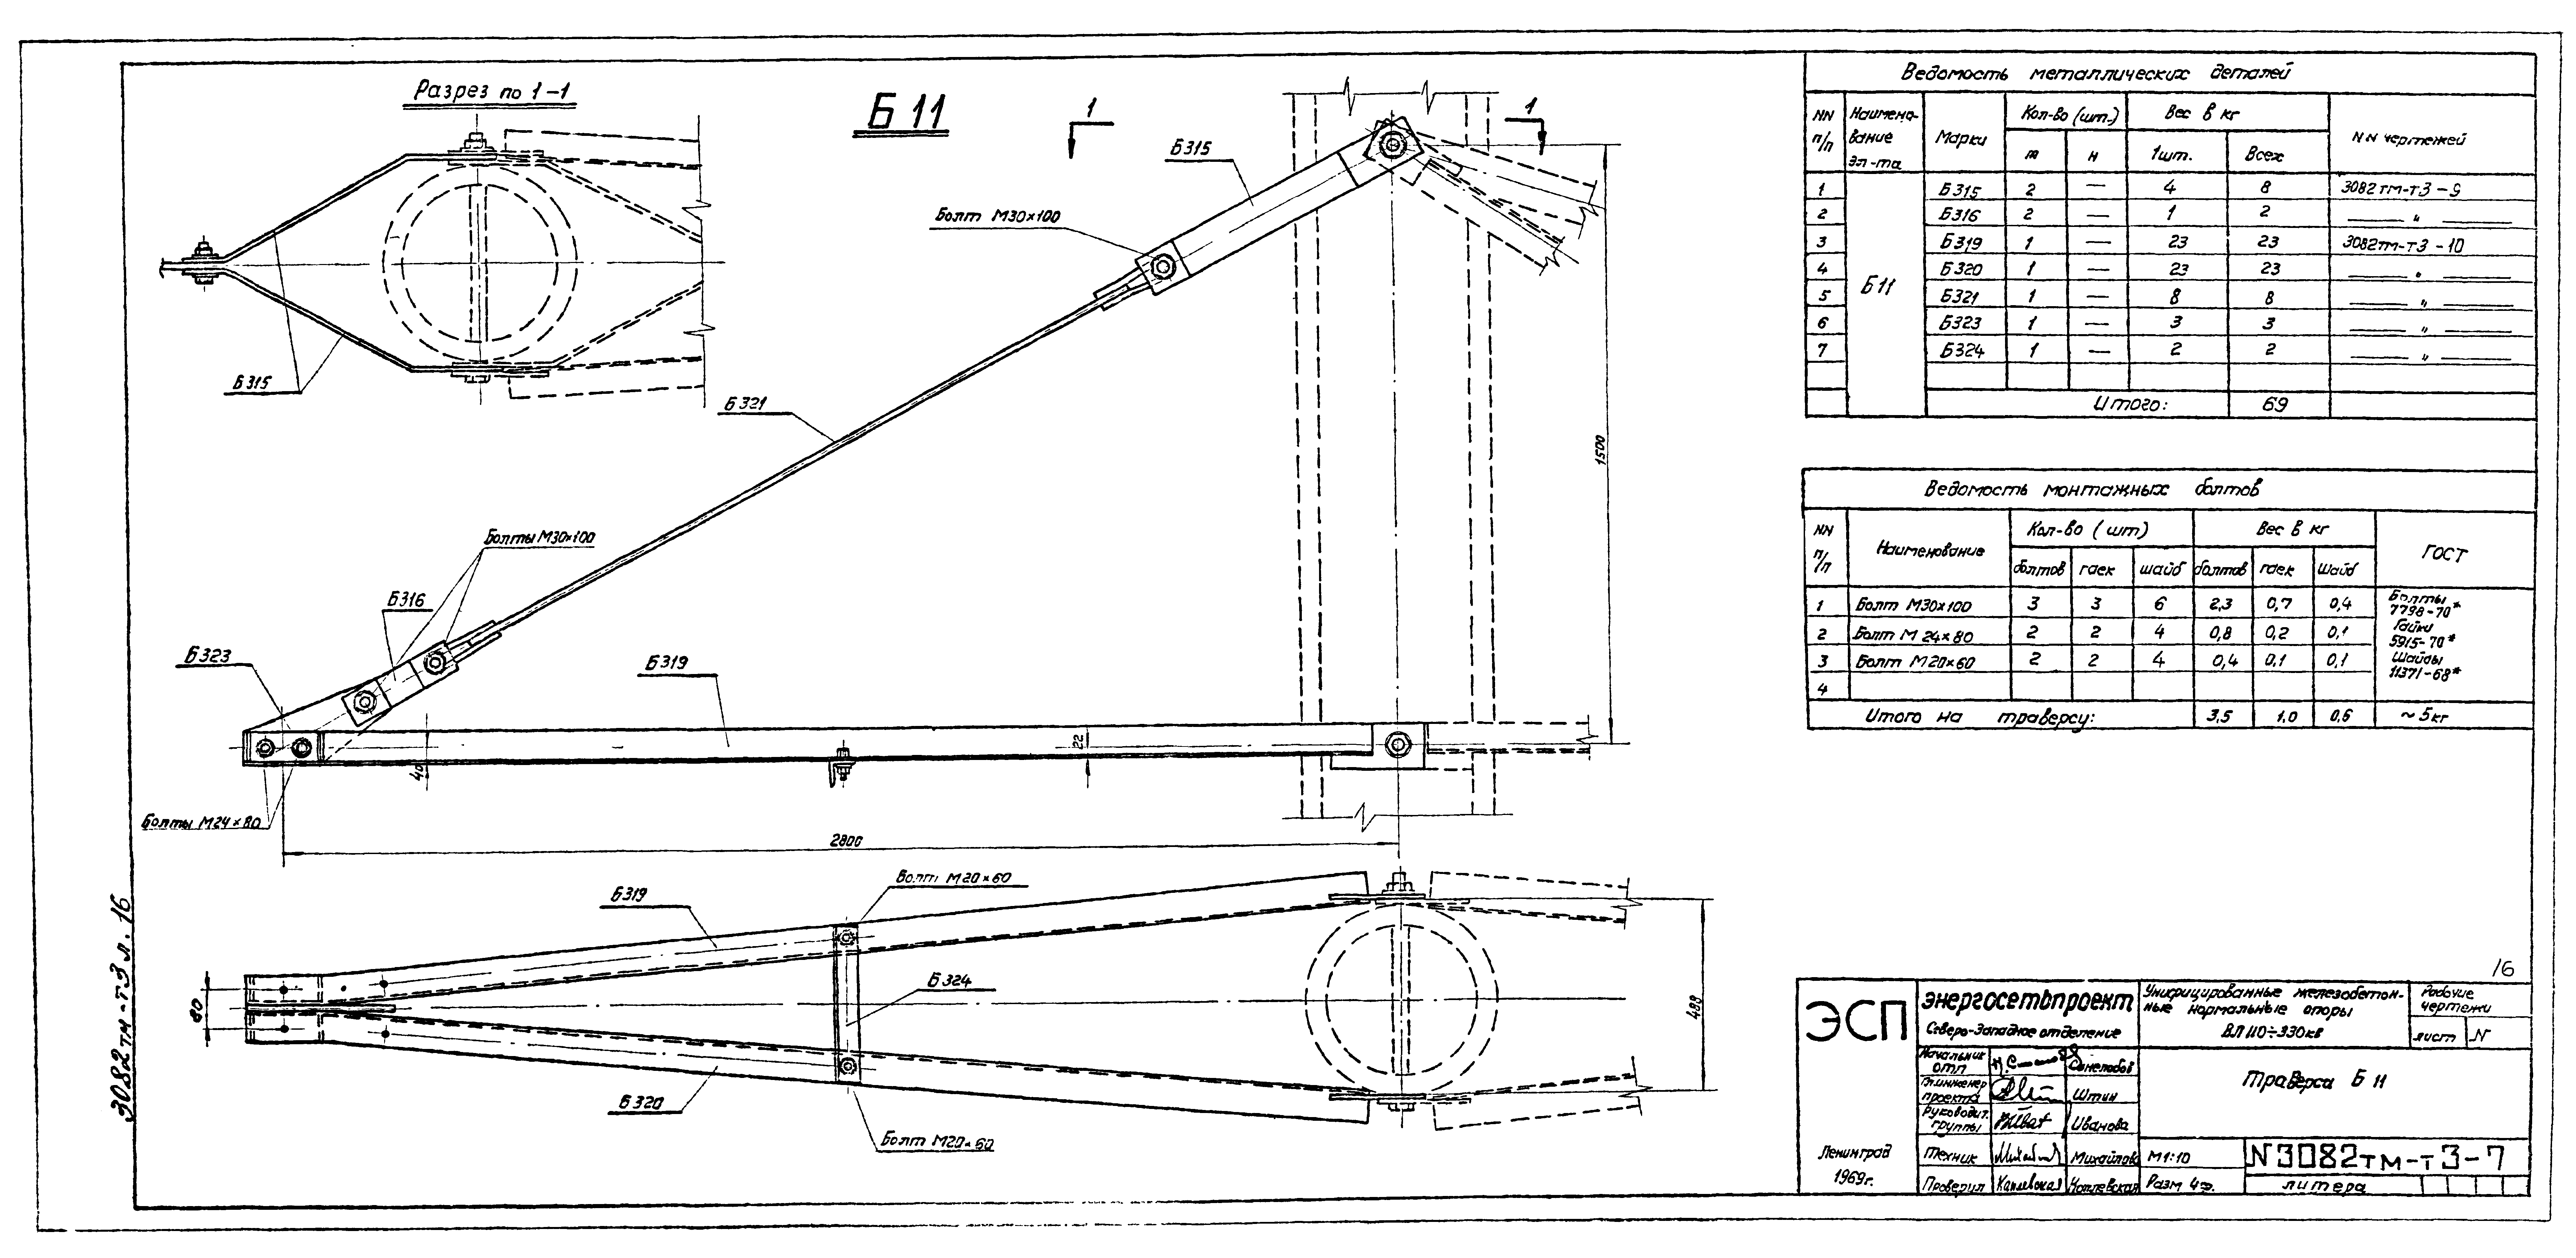 Разрез по 1-1
Б 11
1
1
Б315
Болт М30×100
Б315
Б321
1500
Болты М30×100
Б316
Б323
Б319
40
22
Болты М24×80
2800
Болт М20×60
Б319
Б324
80
488
Б320
Болт М20×60
3082тм-т3 л.16
Ведомость металлических деталей
NN п/п
Наимено-вание эл-та
Марки
Кол-во (шт.)
Вес в кг
NN чертежей
т
н
1шт.
Всех
Б11
1 Б315 2 — 4 8 3082тм-т3-9
2 Б316 2 — 1 2 — " —
3 Б319 1 — 23 23 3082тм-т3-10
4 Б320 1 — 23 23 — " —
5 Б321 1 — 8 8 — " —
6 Б323 1 — 3 3 — " —
7 Б324 1 — 2 2 — " —
Итого: 69
Ведомость монтажных болтов
NN п/п
Наименование
Кол-во (шт)
Вес в кг
ГОСТ
болтов гаек шайб болтов гаек шайб
1 Болт М30×100 3 3 6 2,3 0,7 0,4
2 Болт М24×80 2 2 4 0,8 0,2 0,1
3 Болт М20×60 2 2 4 0,4 0,1 0,1
4
Болты
7798-70*
Гайки
5915-70*
Шайбы
11371-68*
Итого на траверсу: 3,5 1,0 0,6 ~5кг
16
ЭСП
Ленинград
1969г.
энергосетьпроект
Северо-Западное отделение
Унифицированные железобетон-
ные нормальные опоры
ВЛ 110÷330кв
Рабочие
чертежи
лист N
Начальник
отп
Гл.инженер
проекта Штин
Руководит.
группы Иванова
Техник Михайлова
Проверил Каплевская Каплевская
Траверса Б 11
М1:10
Разм 4ф.
N3082тм-т3-7
литера